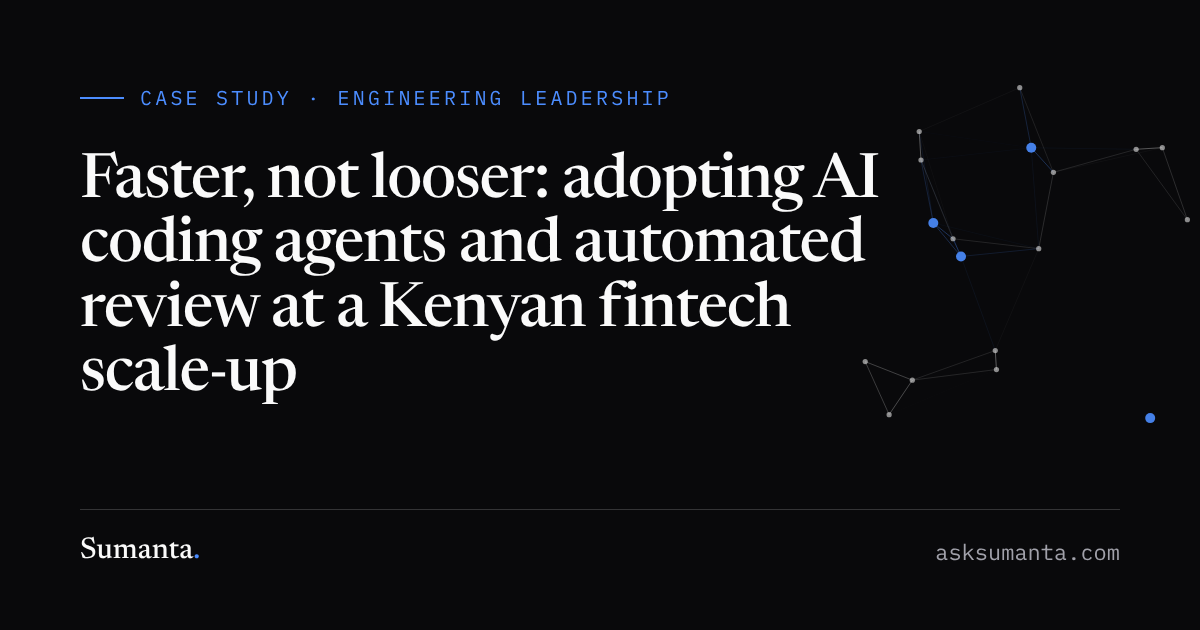 CASE STUDY · ENGINEERING LEADERSHIP
Faster, not looser: adopting AI
coding agents and automated
review at a Kenyan fintech
scale-up
Sumanta.
asksumanta.com